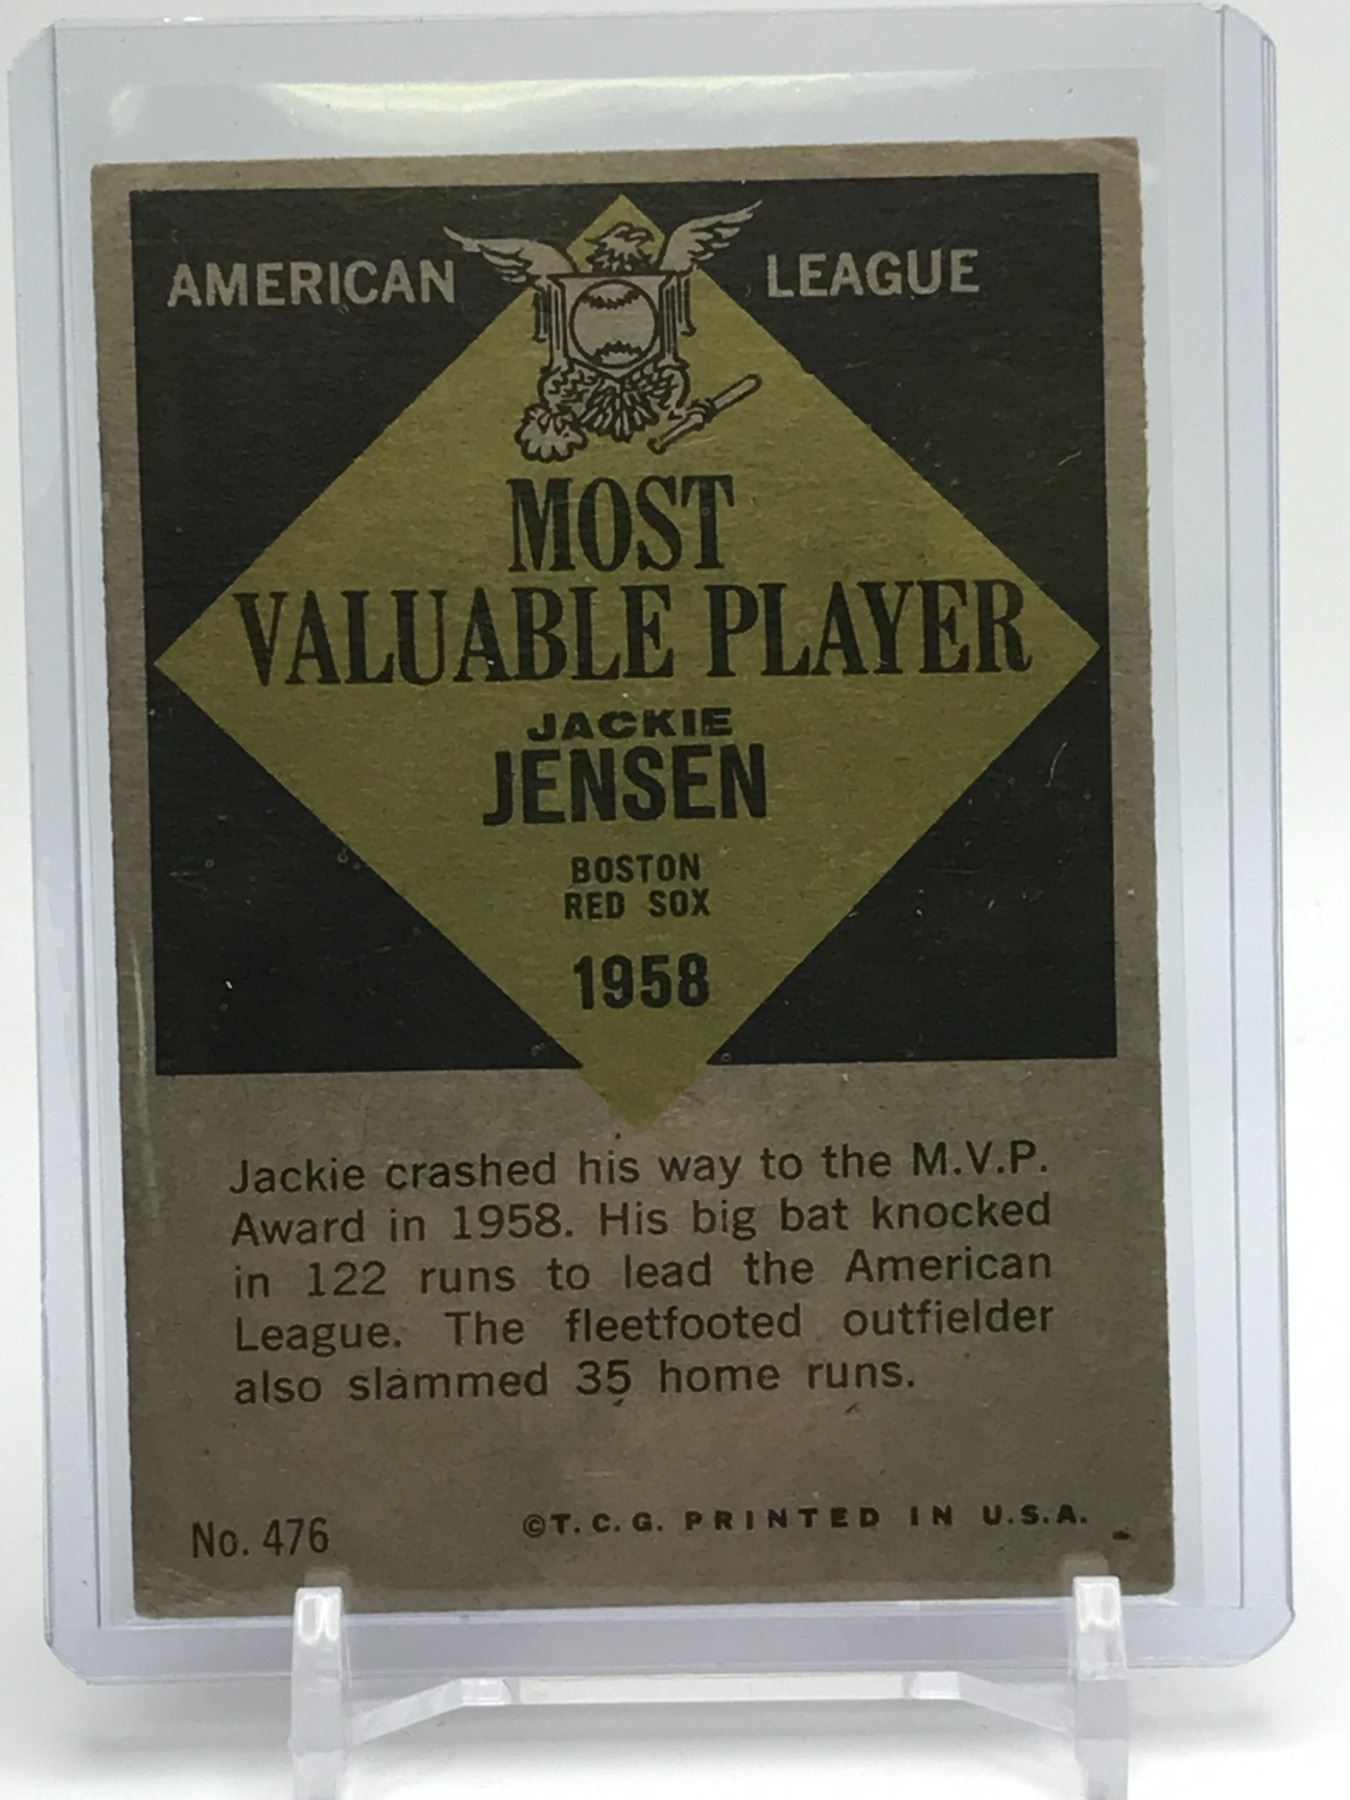 AMERICAN LEAGUE
MOST
VALUABLE PLAYER
JACKIE
JENSEN
BOSTON
RED SOX
1958
Jackie crashed his way to the M.V.P.
Award in 1958. His big bat knocked
in 122 runs to lead the American
League. The fleetfooted outfielder
also slammed 35 home runs.
No. 476 ©T.C.G. PRINTED IN U.S.A.